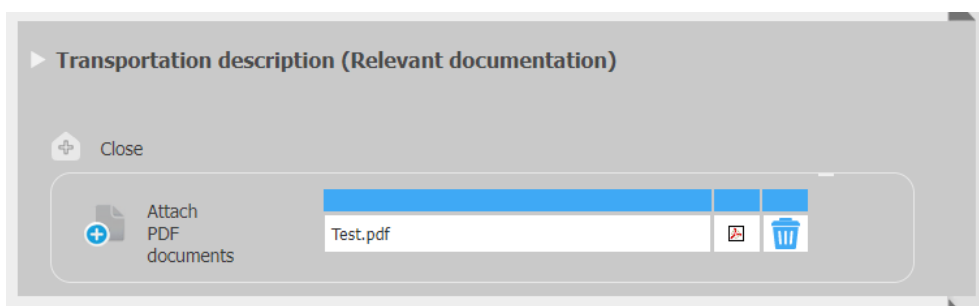 Transportation description (Relevant documentation)
Close
Attach
PDF
documents
Test.pdf